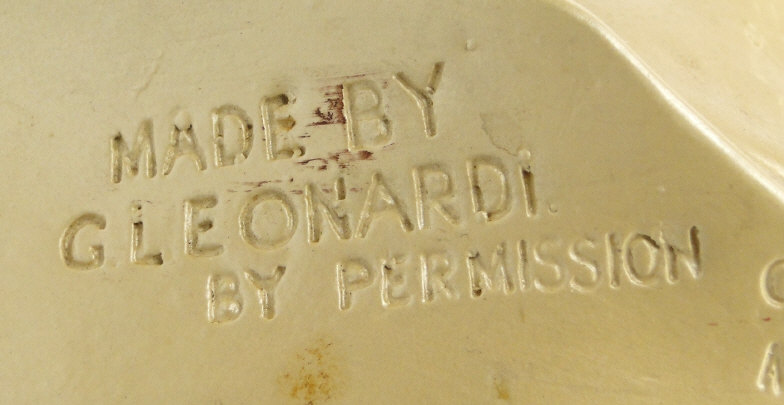 MADE BY
G LEONARDi.
BY PERMISSION